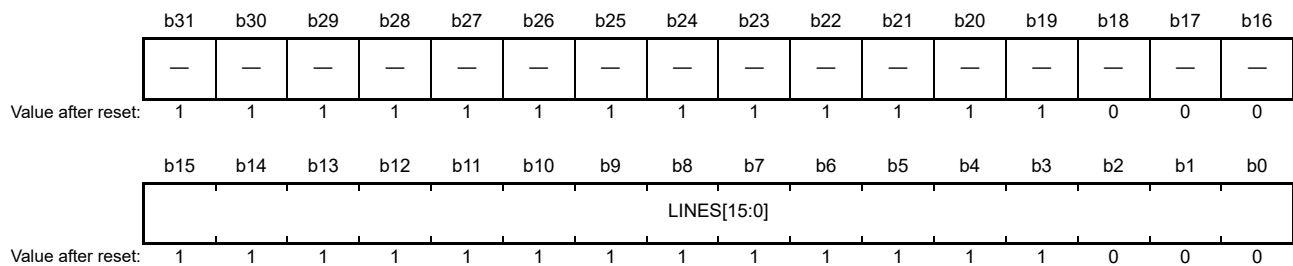 b31 b30 b29 b28 b27 b26 b25 b24 b23 b22 b21 b20 b19 b18 b17 b16
— — — — — — — — — — — — — — — —
Value after reset: 1 1 1 1 1 1 1 1 1 1 1 1 1 0 0 0
b15 b14 b13 b12 b11 b10 b9 b8 b7 b6 b5 b4 b3 b2 b1 b0
LINES[15:0]
Value after reset: 1 1 1 1 1 1 1 1 1 1 1 1 1 0 0 0